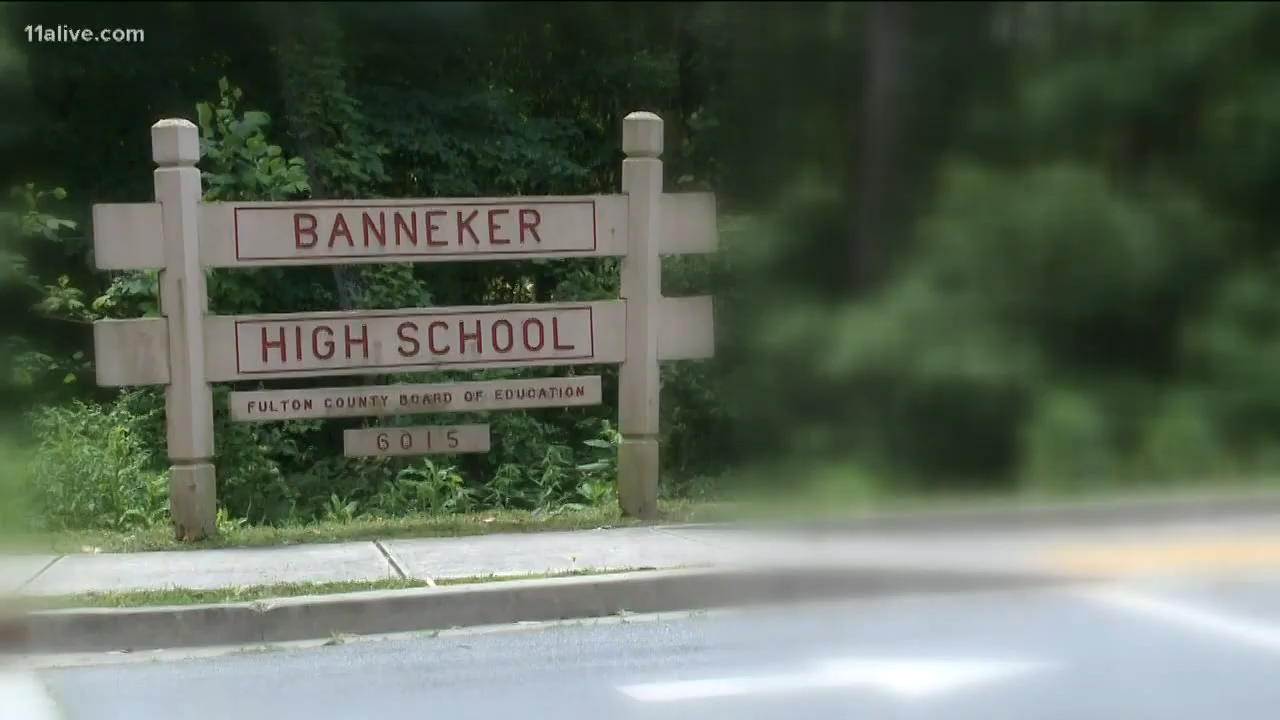 11alive.com
BANNEKER
HIGH SCHOOL
FULTON COUNTY BOARD OF EDUCATION
6015